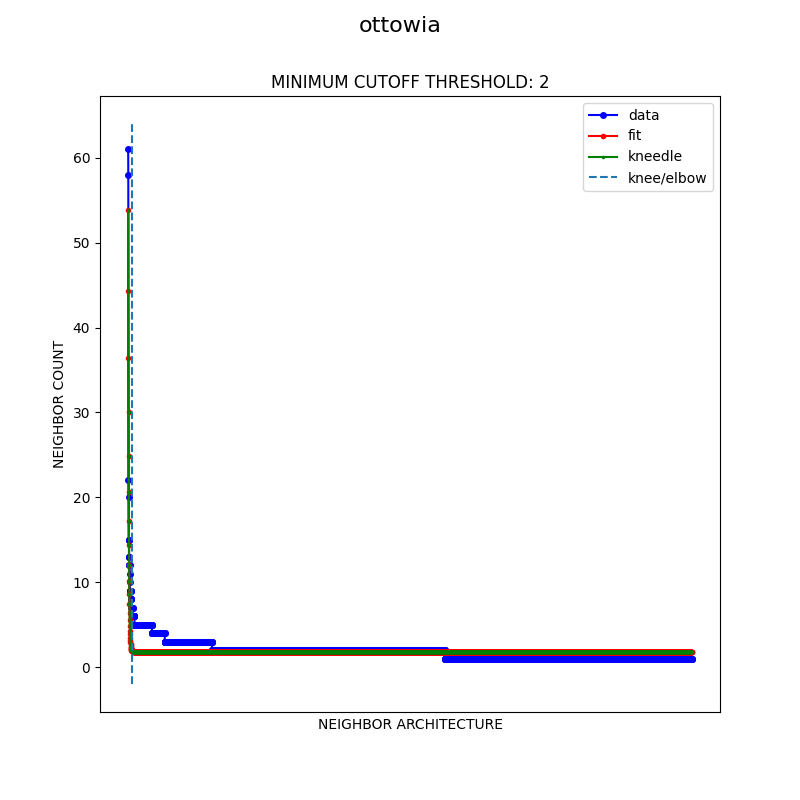 ottowia
MINIMUM CUTOFF THRESHOLD: 2
data
fit
kneedle
knee/elbow
60
50
40
30
20
10
0
NEIGHBOR COUNT
NEIGHBOR ARCHITECTURE